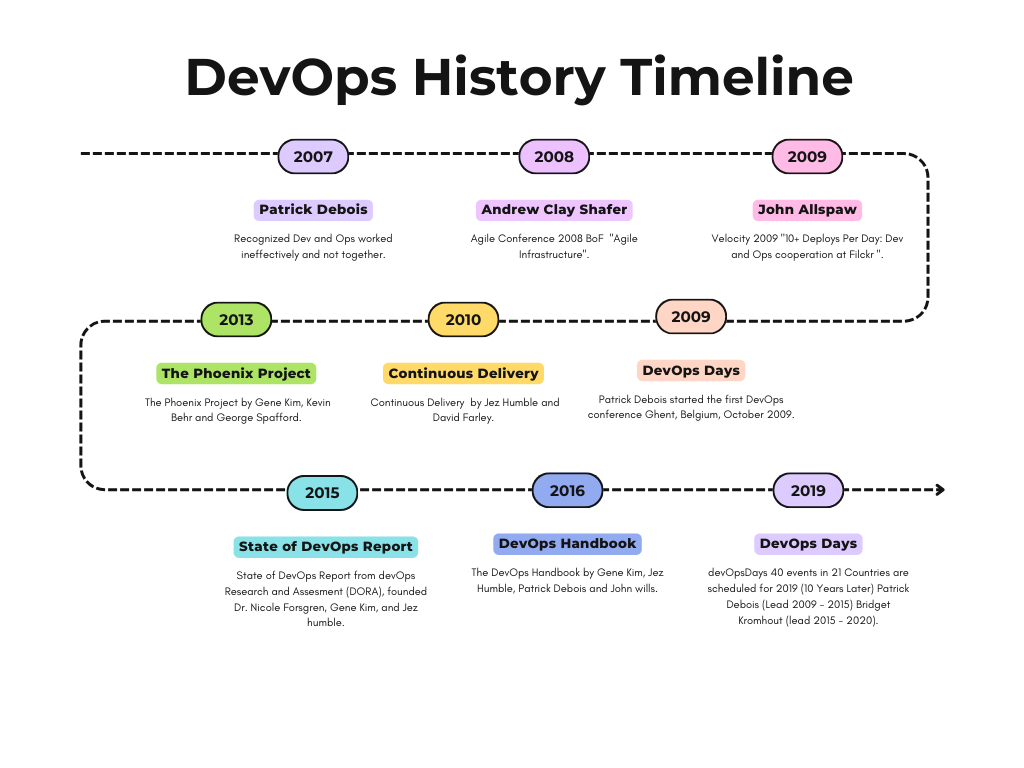 DevOps History Timeline
2007
2008
2009
Patrick Debois
Andrew Clay Shafer
John Allspaw
Recognized Dev and Ops worked
ineffectively and not together.
Agile Conference 2008 BoF "Agile
Infrastructure".
Velocity 2009 "10+ Deploys Per Day: Dev
and Ops cooperation at Filckr ".
2013
2010
2009
The Phoenix Project
Continuous Delivery
DevOps Days
The Phoenix Project by Gene Kim, Kevin
Behr and George Spafford.
Continuous Delivery by Jez Humble and
David Farley.
Patrick Debois started the first DevOps
conference Ghent, Belgium, October 2009.
2015
2016
2019
State of DevOps Report
DevOps Handbook
DevOps Days
State of DevOps Report from devOps
Research and Assesment (DORA), founded
Dr. Nicole Forsgren, Gene Kim, and Jez
humble.
The DevOps Handbook by Gene Kim, Jez
Humble, Patrick Debois and John wills.
devOpsDays 40 events in 21 Countries are
scheduled for 2019 (10 Years Later) Patrick
Debois (Lead 2009 - 2015) Bridget
Kromhout (lead 2015 - 2020).